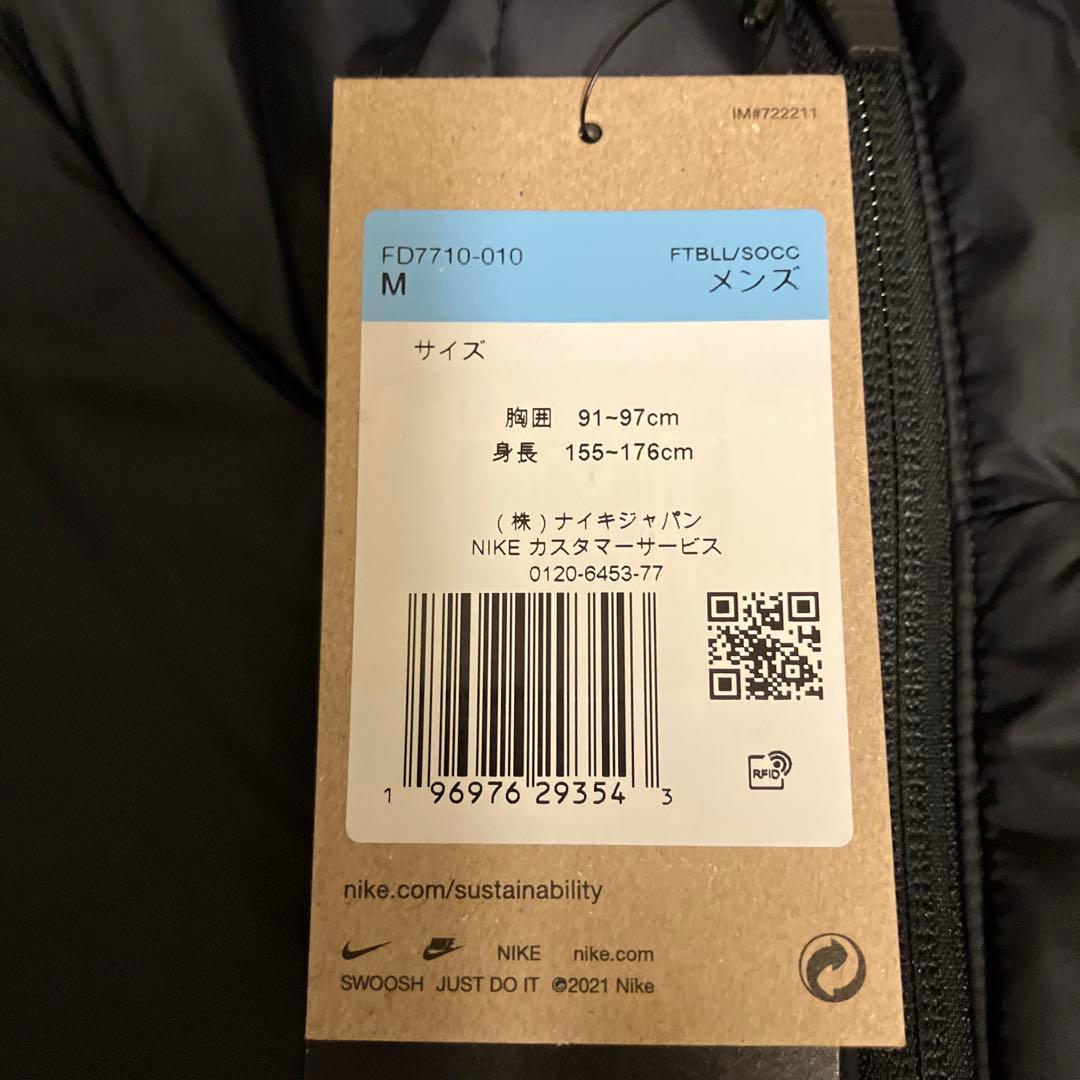 IM#722211
FD7710-010
FTBLL/SOCC
M
メンズ
サイズ
胸囲 91~97cm
身長 155~176cm
(株)ナイキジャパン
NIKE カスタマーサービス
0120-6453-77
1 96976 29354 3
RFID
nike.com/sustainability
NIKE nike.com
SWOOSH JUST DO IT ©2021 Nike